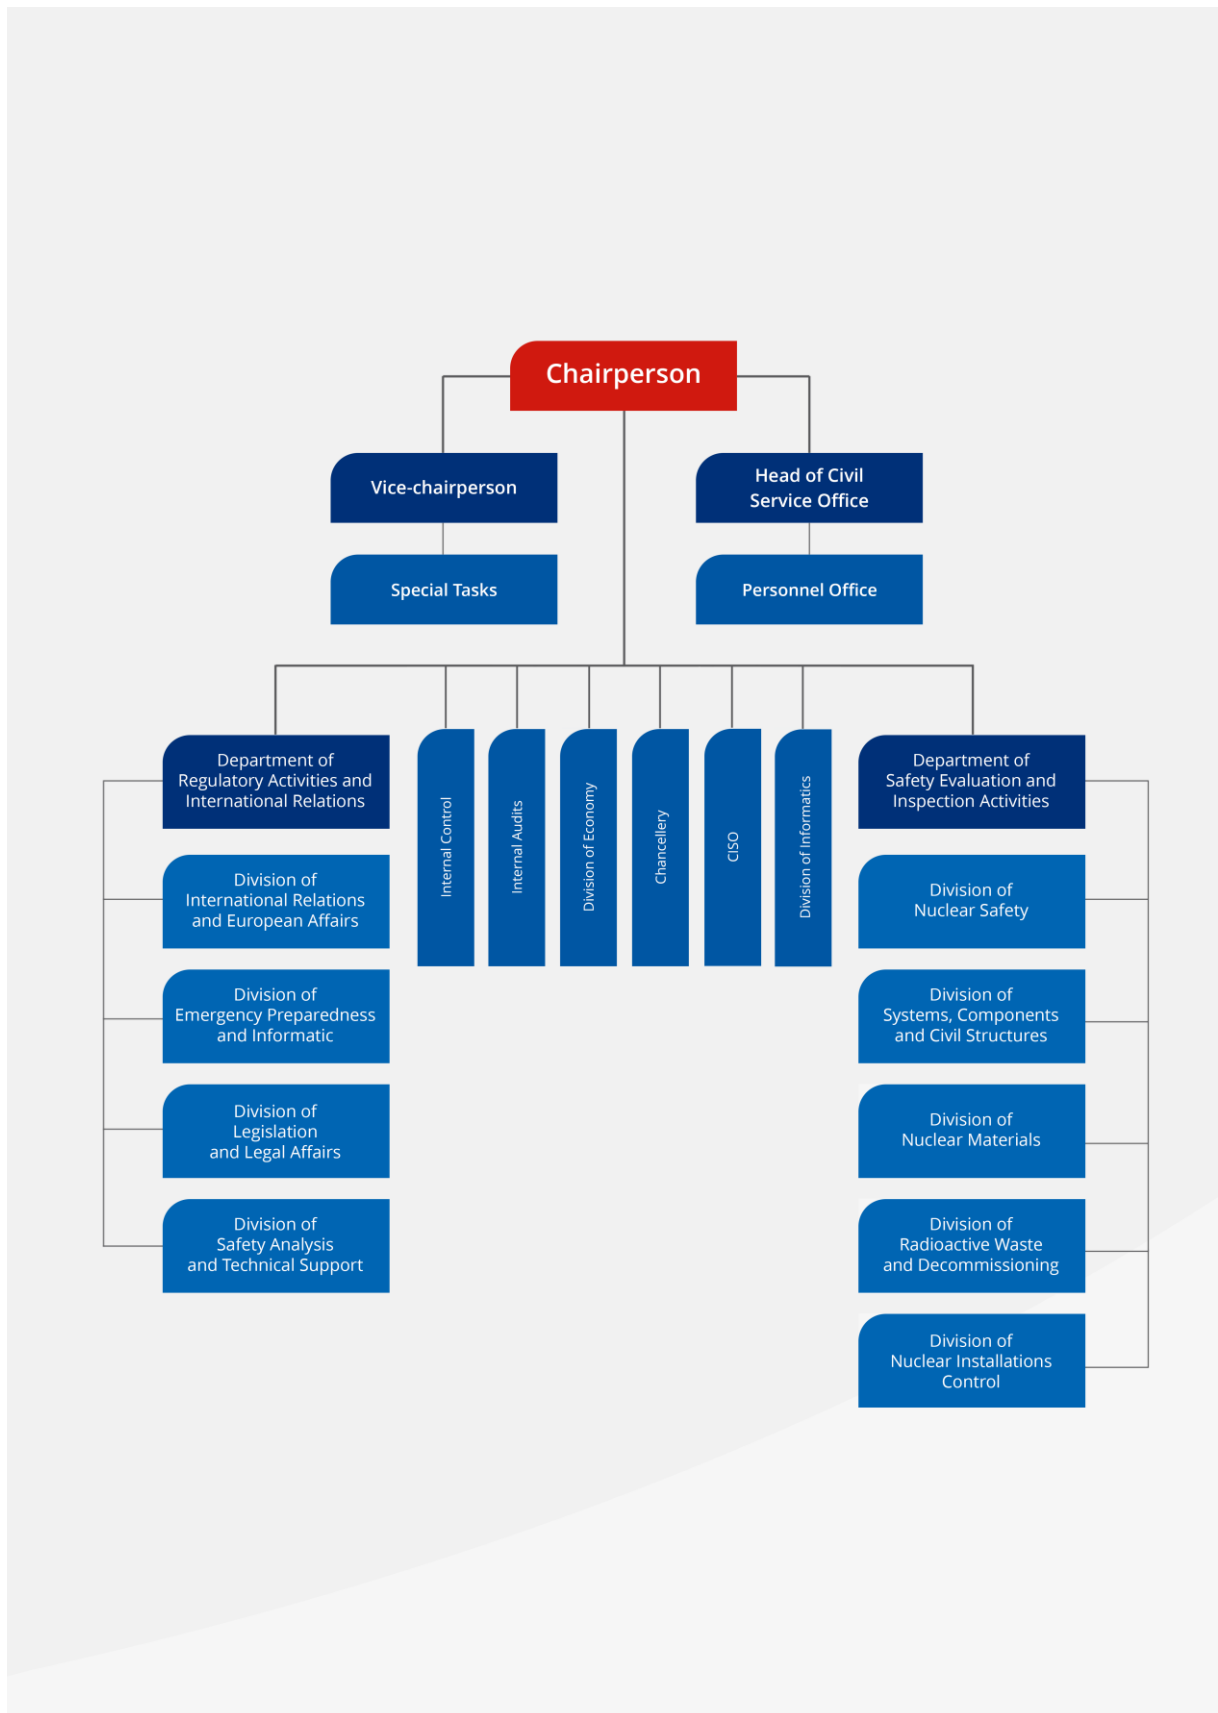 Chairperson
Vice-chairperson
Head of Civil
Service Office
Special Tasks
Personnel Office
Department of
Regulatory Activities and
International Relations
Internal Control
Internal Audits
Division of Economy
Chancellery
CISO
Division of Informatics
Department of
Safety Evaluation and
Inspection Activities
Division of
International Relations
and European Affairs
Division of
Emergency Preparedness
and Informatic
Division of
Legislation
and Legal Affairs
Division of
Safety Analysis
and Technical Support
Division of
Nuclear Safety
Division of
Systems, Components
and Civil Structures
Division of
Nuclear Materials
Division of
Radioactive Waste
and Decommissioning
Division of
Nuclear Installations
Control